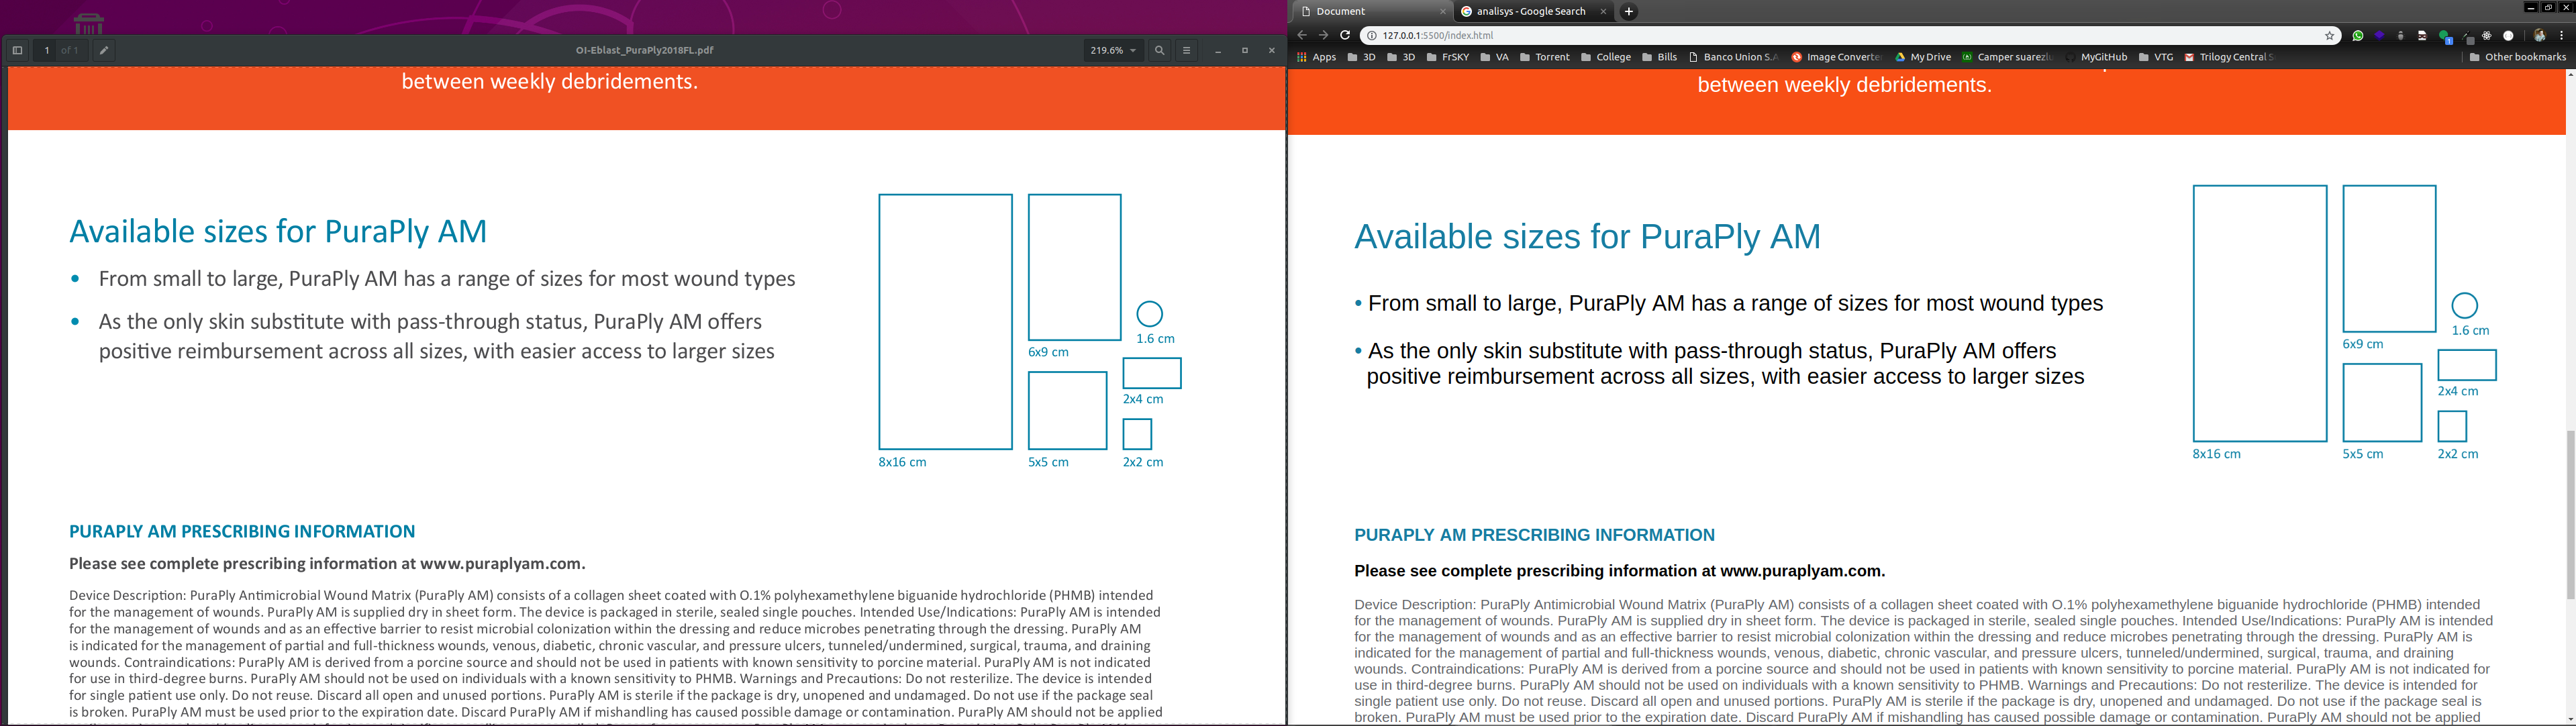 1 of 1
OI-Eblast_PuraPly2018FL.pdf
219.6%
between weekly debridements.
Available sizes for PuraPly AM
• From small to large, PuraPly AM has a range of sizes for most wound types
• As the only skin substitute with pass-through status, PuraPly AM offers
positive reimbursement across all sizes, with easier access to larger sizes
1.6 cm
6x9 cm
2x4 cm
8x16 cm
5x5 cm
2x2 cm
PURAPLY AM PRESCRIBING INFORMATION
Please see complete prescribing information at www.puraplyam.com.
Device Description: PuraPly Antimicrobial Wound Matrix (PuraPly AM) consists of a collagen sheet coated with O.1% polyhexamethylene biguanide hydrochloride (PHMB) intended
for the management of wounds. PuraPly AM is supplied dry in sheet form. The device is packaged in sterile, sealed single pouches. Intended Use/Indications: PuraPly AM is intended
for the management of wounds and as an effective barrier to resist microbial colonization within the dressing and reduce microbes penetrating through the dressing. PuraPly AM
is indicated for the management of partial and full-thickness wounds, venous, diabetic, chronic vascular, and pressure ulcers, tunneled/undermined, surgical, trauma, and draining
wounds. Contraindications: PuraPly AM is derived from a porcine source and should not be used in patients with known sensitivity to porcine material. PuraPly AM is not indicated
for use in third-degree burns. PuraPly AM should not be used on individuals with a known sensitivity to PHMB. Warnings and Precautions: Do not resterilize. The device is intended
for single patient use only. Do not reuse. Discard all open and unused portions. PuraPly AM is sterile if the package is dry, unopened and undamaged. Do not use if the package seal
is broken. PuraPly AM must be used prior to the expiration date. Discard PuraPly AM if mishandling has caused possible damage or contamination. PuraPly AM should not be applied
Document
analisys - Google Search
127.0.0.1:5500/index.html
Apps 3D 3D FrSKY VA Torrent College Bills Banco Union S.A Image Converte My Drive Camper suarezlu MyGitHub VTG Trilogy Central S Other bookmarks
between weekly debridements.
Available sizes for PuraPly AM
• From small to large, PuraPly AM has a range of sizes for most wound types
• As the only skin substitute with pass-through status, PuraPly AM offers
positive reimbursement across all sizes, with easier access to larger sizes
1.6 cm
6x9 cm
2x4 cm
8x16 cm
5x5 cm
2x2 cm
PURAPLY AM PRESCRIBING INFORMATION
Please see complete prescribing information at www.puraplyam.com.
Device Description: PuraPly Antimicrobial Wound Matrix (PuraPly AM) consists of a collagen sheet coated with O.1% polyhexamethylene biguanide hydrochloride (PHMB) intended
for the management of wounds. PuraPly AM is supplied dry in sheet form. The device is packaged in sterile, sealed single pouches. Intended Use/Indications: PuraPly AM is intended
for the management of wounds and as an effective barrier to resist microbial colonization within the dressing and reduce microbes penetrating through the dressing. PuraPly AM is
indicated for the management of partial and full-thickness wounds, venous, diabetic, chronic vascular, and pressure ulcers, tunneled/undermined, surgical, trauma, and draining
wounds. Contraindications: PuraPly AM is derived from a porcine source and should not be used in patients with known sensitivity to porcine material. PuraPly AM is not indicated for
use in third-degree burns. PuraPly AM should not be used on individuals with a known sensitivity to PHMB. Warnings and Precautions: Do not resterilize. The device is intended for
single patient use only. Do not reuse. Discard all open and unused portions. PuraPly AM is sterile if the package is dry, unopened and undamaged. Do not use if the package seal is
broken. PuraPly AM must be used prior to the expiration date. Discard PuraPly AM if mishandling has caused possible damage or contamination. PuraPly AM should not be applied